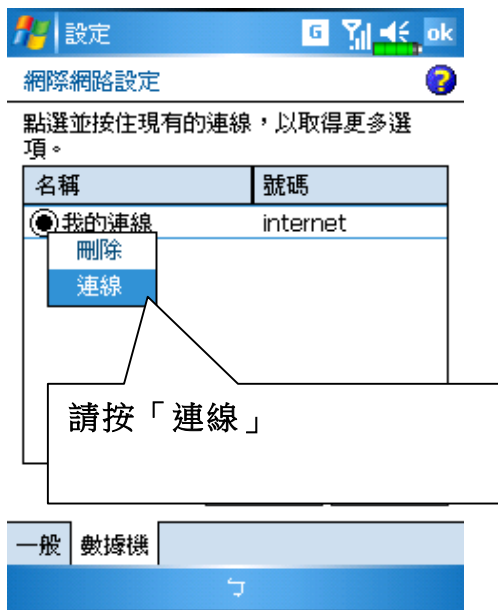 設定 G ok
網際網路設定 ?
點選並按住現有的連線,以取得更多選
項。
名稱 號碼
我的連線 internet
刪除
連線
請按「連線」
一般 數據機